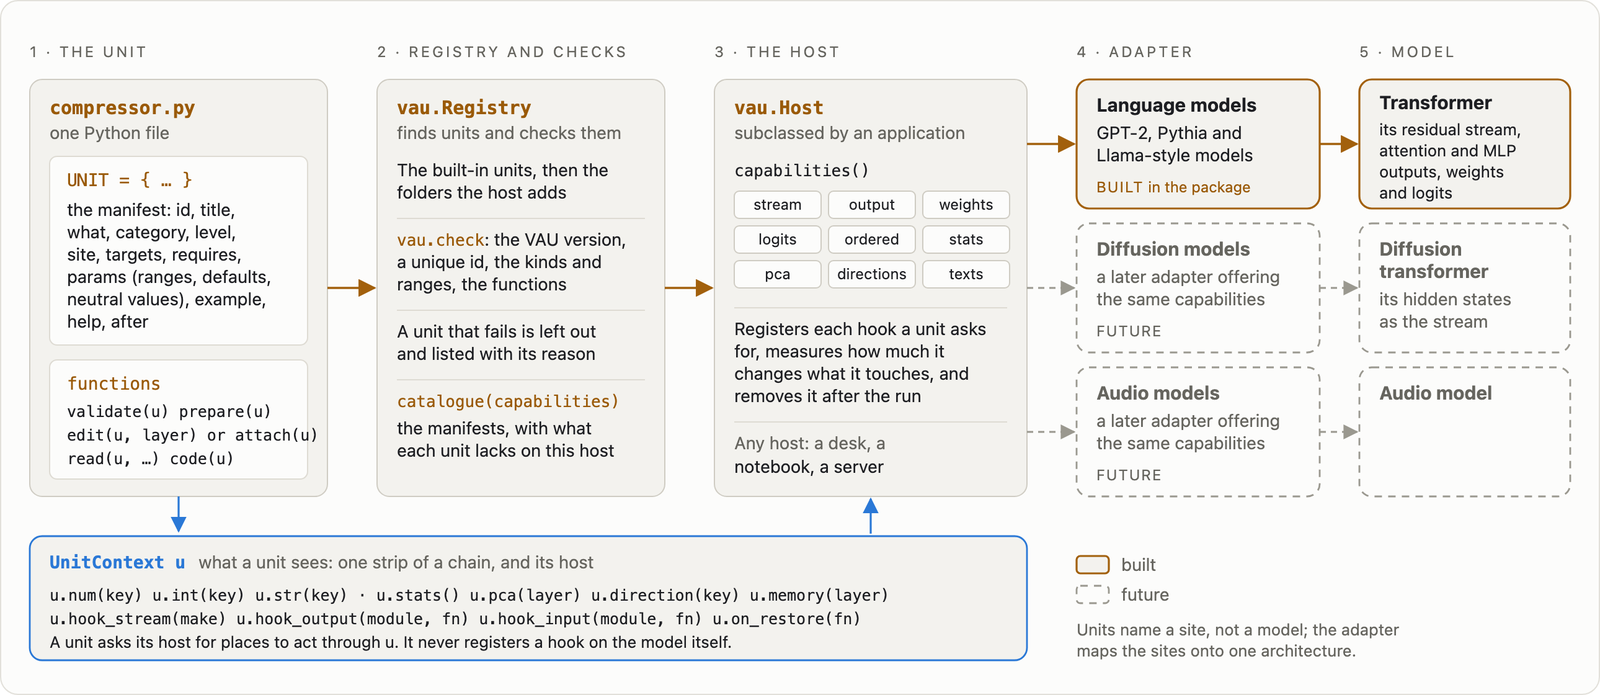 1 · THE UNIT
compressor.py
one Python file
UNIT = { … }
the manifest: id, title,
what, category, level,
site, targets, requires,
params (ranges, defaults,
neutral values), example,
help, after
functions
validate(u) prepare(u)
edit(u, layer) or attach(u)
read(u, …) code(u)
2 · REGISTRY AND CHECKS
vau.Registry
finds units and checks them
The built-in units, then the
folders the host adds
vau.check: the VAU version,
a unique id, the kinds and
ranges, the functions
A unit that fails is left out
and listed with its reason
catalogue(capabilities)
the manifests, with what
each unit lacks on this host
3 · THE HOST
vau.Host
subclassed by an application
capabilities()
stream output weights
logits ordered stats
pca directions texts
Registers each hook a unit asks
for, measures how much it
changes what it touches, and
removes it after the run
Any host: a desk, a
notebook, a server
4 · ADAPTER
Language models
GPT-2, Pythia and
Llama-style models
BUILT in the package
Diffusion models
a later adapter offering
the same capabilities
FUTURE
Audio models
a later adapter offering
the same capabilities
FUTURE
5 · MODEL
Transformer
its residual stream,
attention and MLP
outputs, weights
and logits
Diffusion
transformer
its hidden states
as the stream
Audio model
UnitContext u what a unit sees: one strip of a chain, and its host
u.num(key) u.int(key) u.str(key) · u.stats() u.pca(layer) u.direction(key) u.memory(layer)
u.hook_stream(make) u.hook_output(module, fn) u.hook_input(module, fn) u.on_restore(fn)
A unit asks its host for places to act through u. It never registers a hook on the model itself.
built
future
Units name a site, not a model; the adapter
maps the sites onto one architecture.